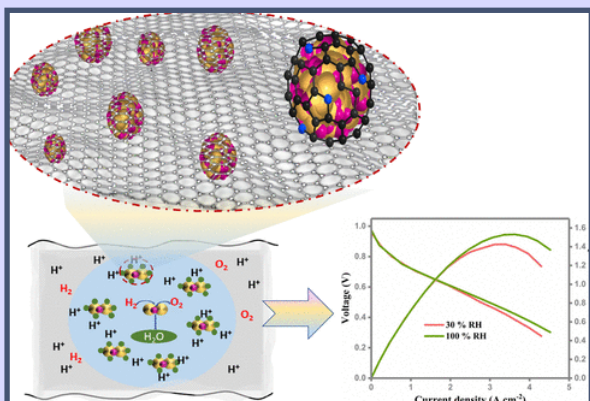 H⁺
H⁺
H⁺
H⁺
H⁺
O₂
H⁺
H⁺
H⁺
H₂
H⁺
H⁺
H₂
O₂
H⁺
H⁺
O₂
H⁺
H⁺
H⁺
H⁺
H₂O
H⁺
H⁺
H₂
H⁺
H⁺
H⁺
H⁺
H⁺
H⁺
Voltage (V)
1.0
0.8
0.6
0.4
0.2
0.0
30 % RH
100 % RH
1.6
1.4
1.2
1.0
0.8
0.6
0.4
0.2
0.0
0
1
2
3
4
5
Current density (A cm⁻²)